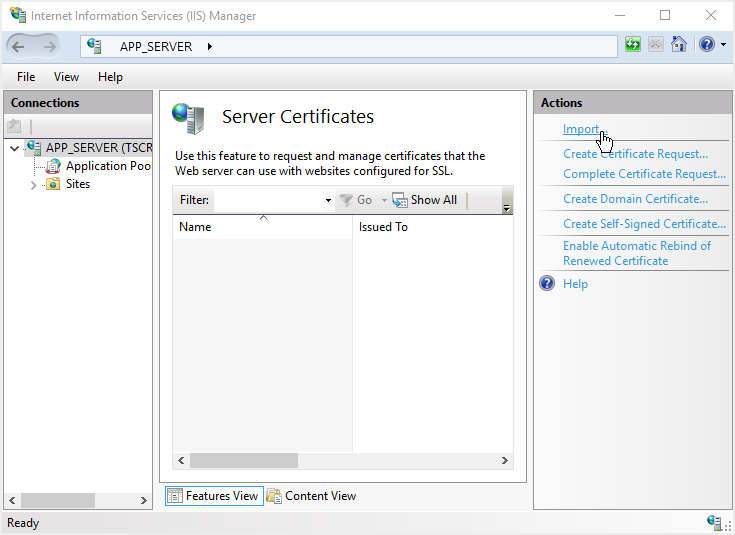 Internet Information Services (IIS) Manager
APP_SERVER
File View Help
Connections
APP_SERVER (TSCR
Application Poo
Sites
Server Certificates
Use this feature to request and manage certificates that the
Web server can use with websites configured for SSL.
Filter: Go Show All
Name Issued To
Features View Content View
Actions
Import...
Create Certificate Request...
Complete Certificate Request...
Create Domain Certificate...
Create Self-Signed Certificate...
Enable Automatic Rebind of
Renewed Certificate
Help
Ready